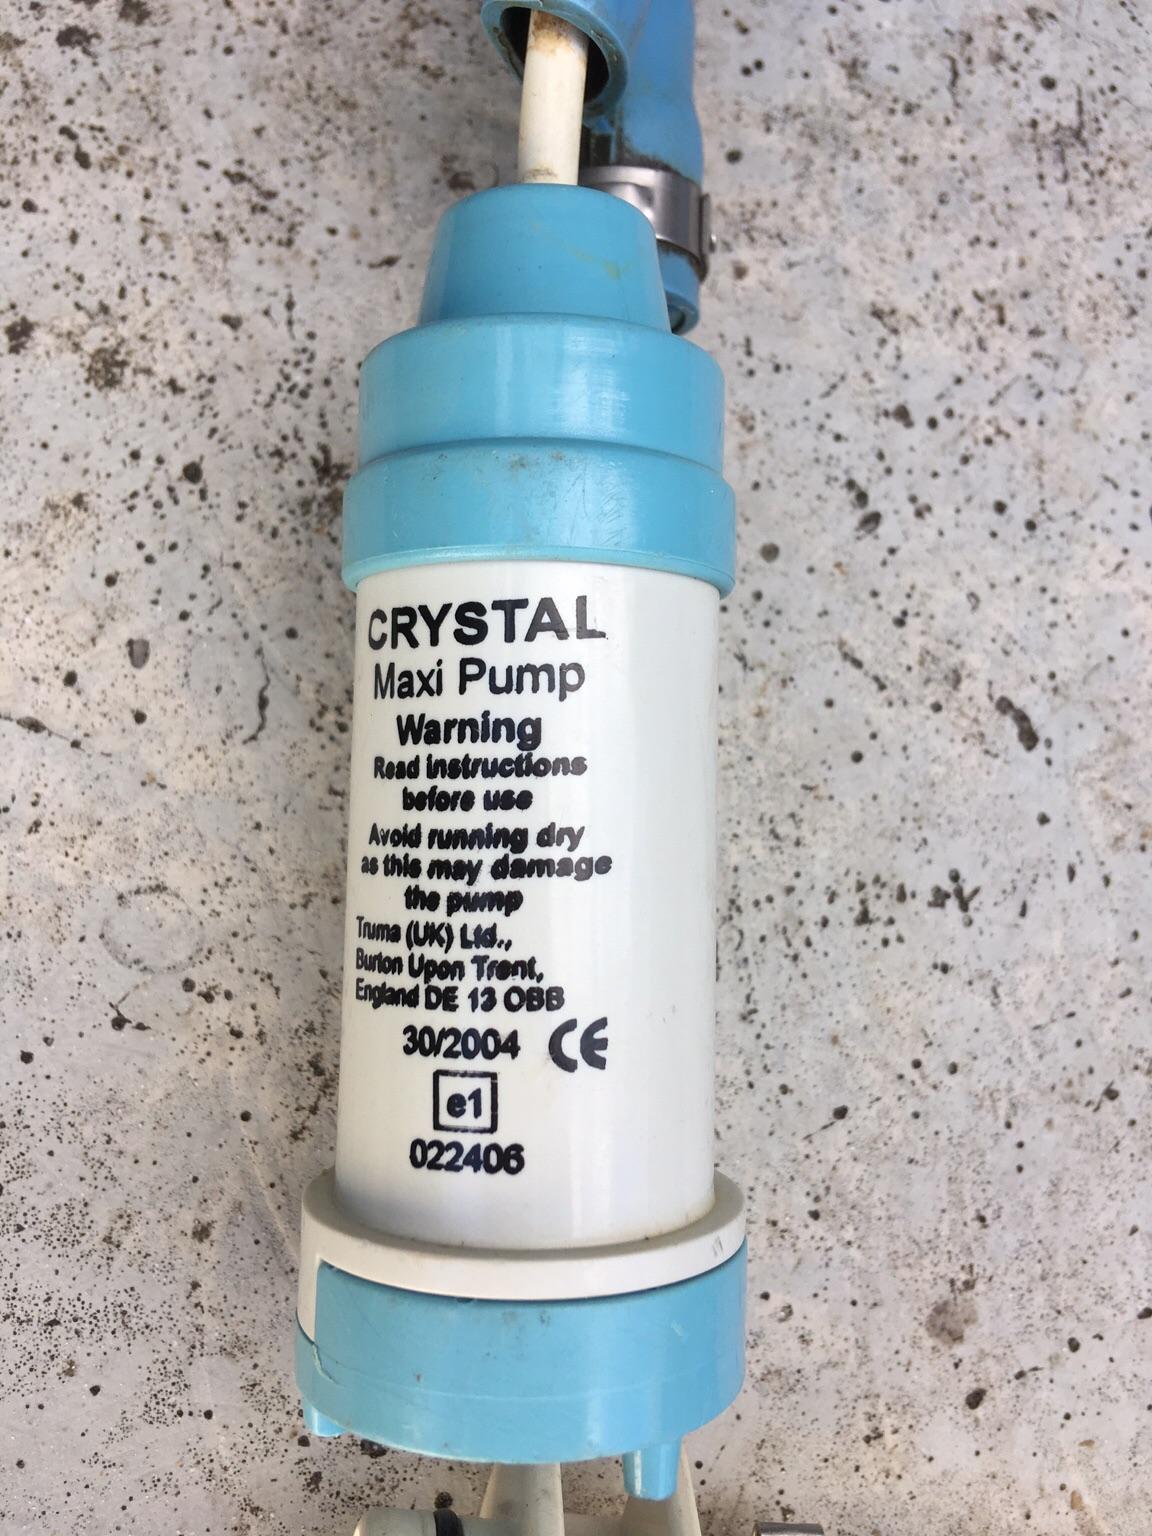 CRYSTAL
Maxi Pump
Warning
Read instructions
before use
Avoid running dry
as this may damage
the pump
Truma (UK) Ltd.,
Burton Upon Trent,
England DE 13 OBB
30/2004 CE
e1
022406